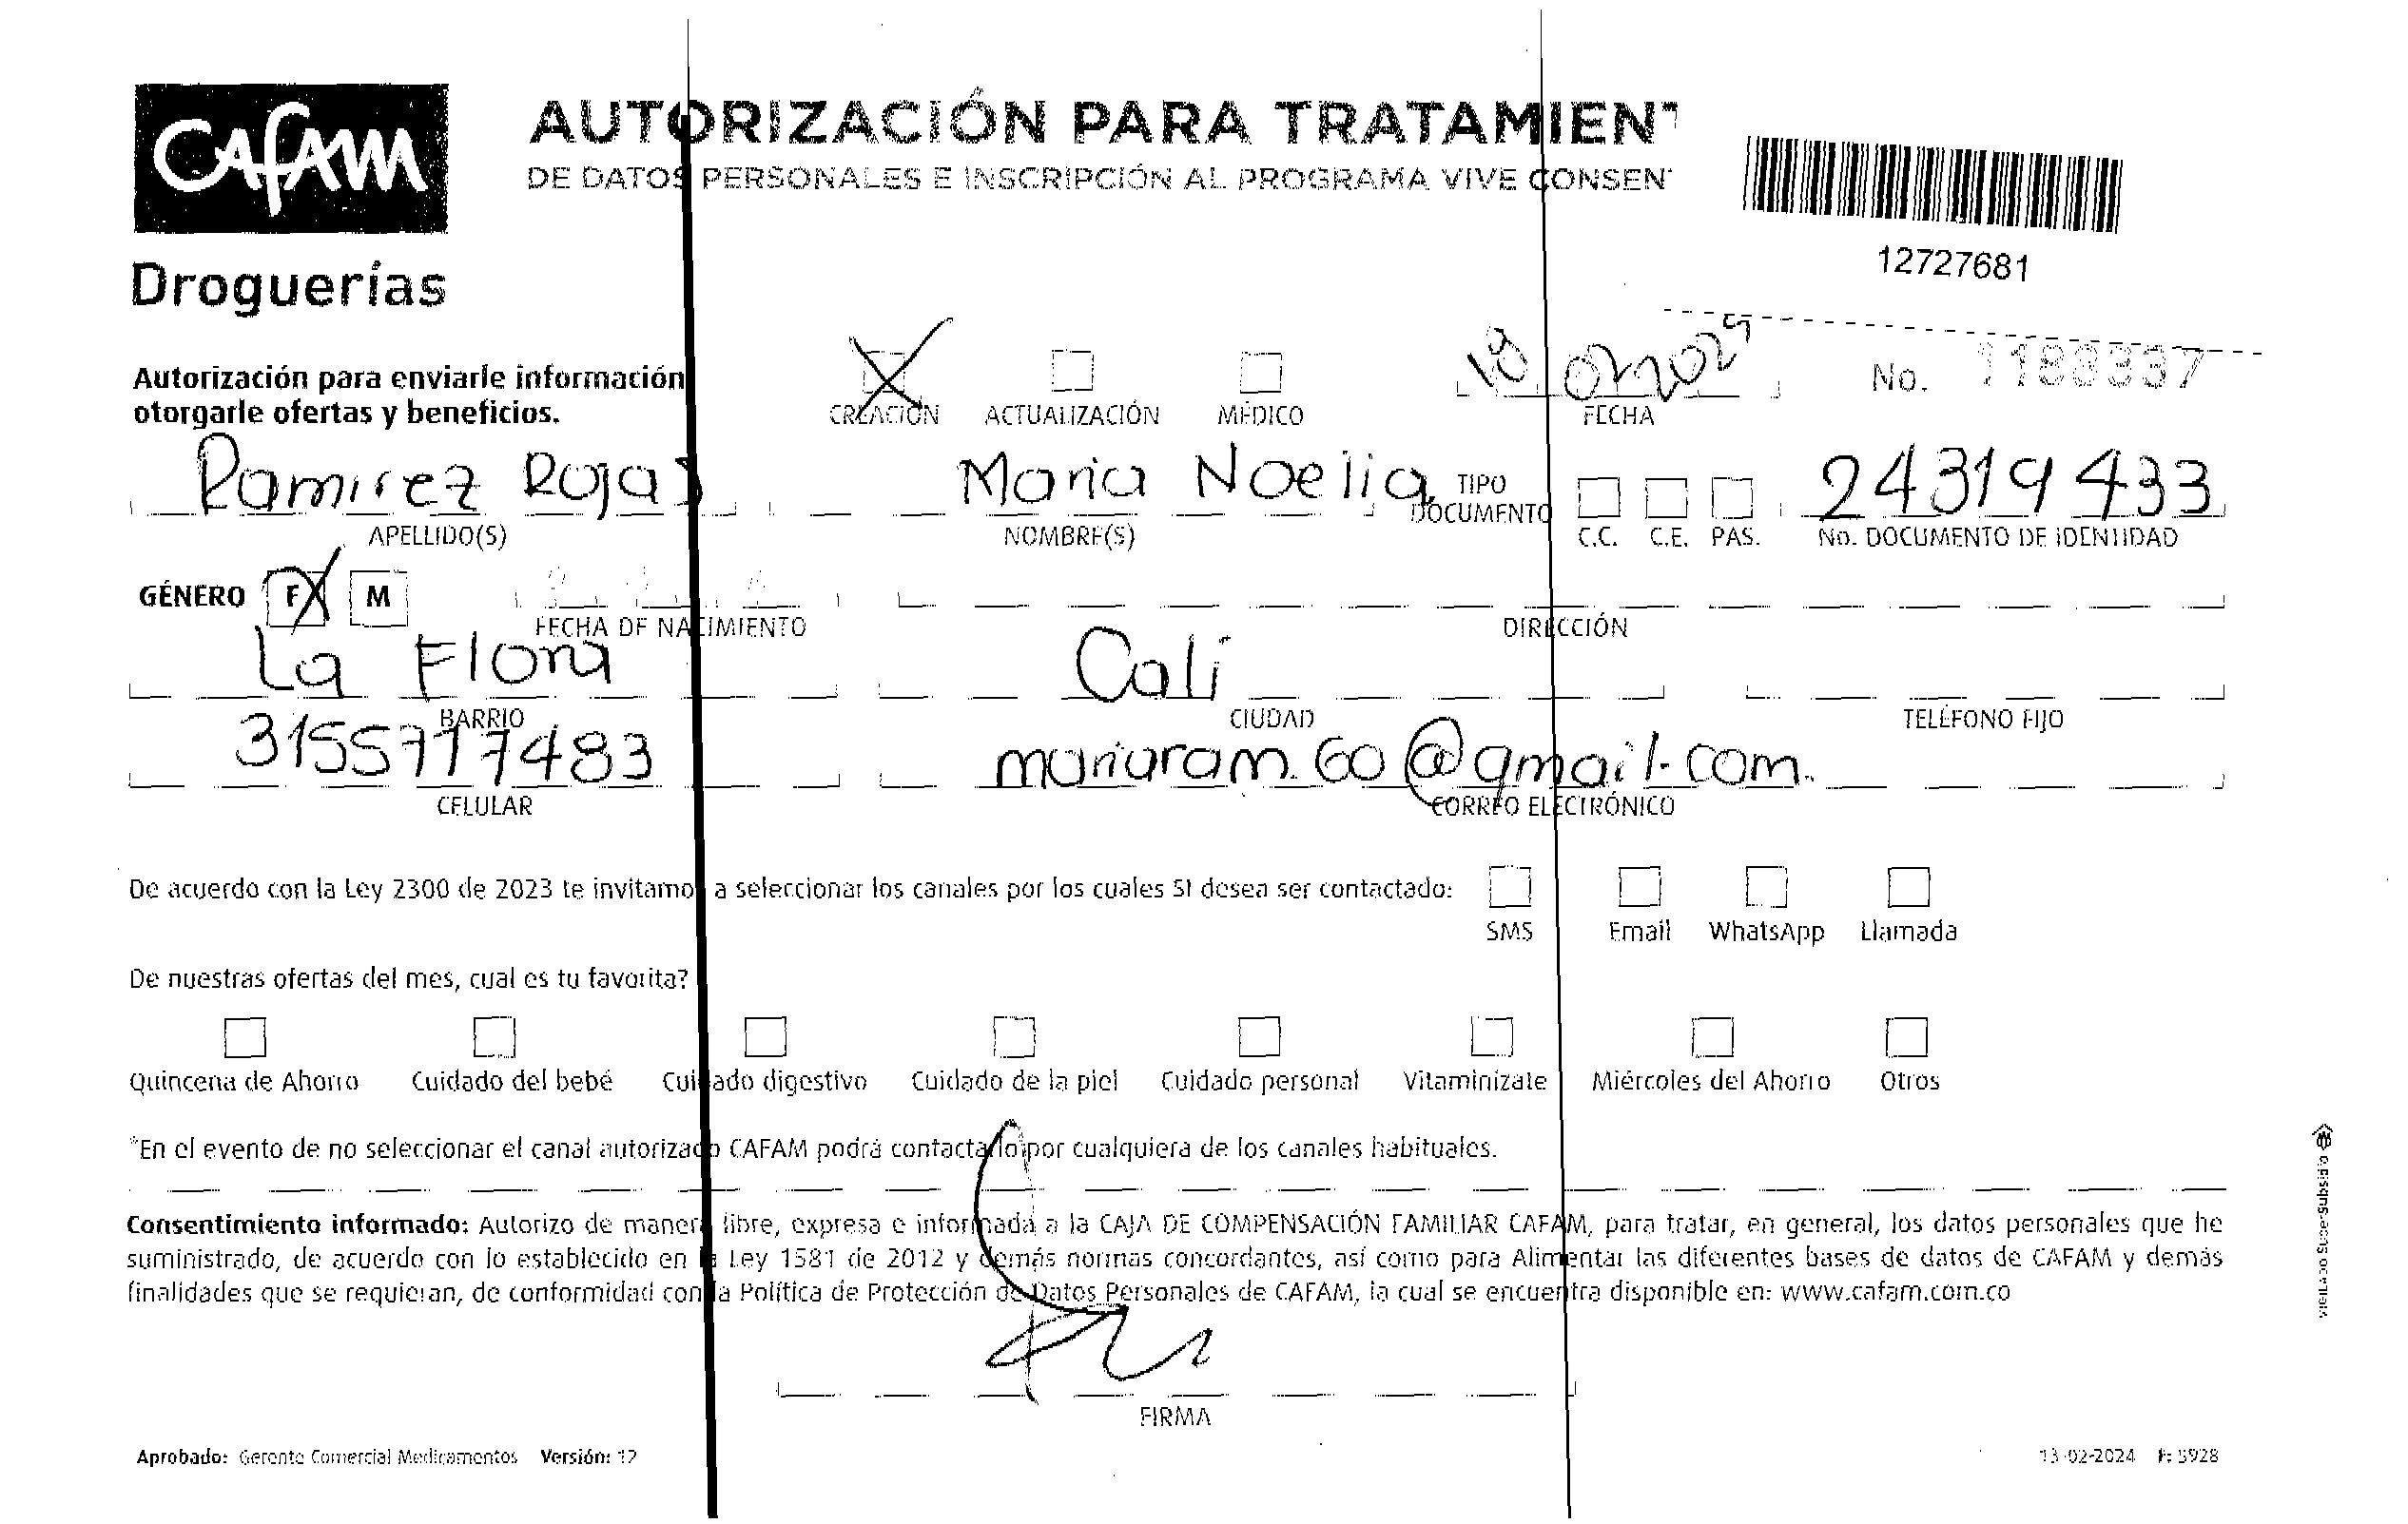 CAFAM
AUTORIZACIÓN PARA TRATAMIENT
DE DATOS PERSONALES E INSCRIPCIÓN AL PROGRAMA VIVE CONSENT
12727681
Droguerías
Autorización para enviarle información
otorgarle ofertas y beneficios.
CREACIÓN ACTUALIZACIÓN MÉDICO FECHA No. 1188337
Ramirez Rojas Maria Noelia TIPO DOCUMENTO C.C. C.E. PAS. 24319433
APELLIDO(S) NOMBRE(S) No. DOCUMENTO DE IDENTIDAD
GÉNERO F M
FECHA DE NACIMIENTO DIRECCIÓN
La Flora Cali
BARRIO CIUDAD TELÉFONO FIJO
3155717483 mariaram.60@gmail.com.
CELULAR CORREO ELECTRÓNICO
De acuerdo con la Ley 2300 de 2023 te invitamos a seleccionar los canales por los cuales SI desea ser contactado:
SMS Email WhatsApp Llamada
De nuestras ofertas del mes, cual es tu favorita?
Quincena de Ahorro Cuidado del bebé Cuidado digestivo Cuidado de la piel Cuidado personal Vitaminízate Miércoles del Ahorro Otros
*En el evento de no seleccionar el canal autorizado CAFAM podrá contactarlo por cualquiera de los canales habituales.
Consentimiento informado: Autorizo de manera libre, expresa e informada a la CAJA DE COMPENSACIÓN FAMILIAR CAFAM, para tratar, en general, los datos personales que he
suministrado, de acuerdo con lo establecido en la Ley 1581 de 2012 y demás normas concordantes, así como para Alimentar las diferentes bases de datos de CAFAM y demás
finalidades que se requieran, de conformidad con la Política de Protección de Datos Personales de CAFAM, la cual se encuentra disponible en: www.cafam.com.co
FIRMA
Aprobado: Gerente Comercial Medicamentos Versión: 12
13-02-2024 F: 5928
VIGILADO SuperSubsidio